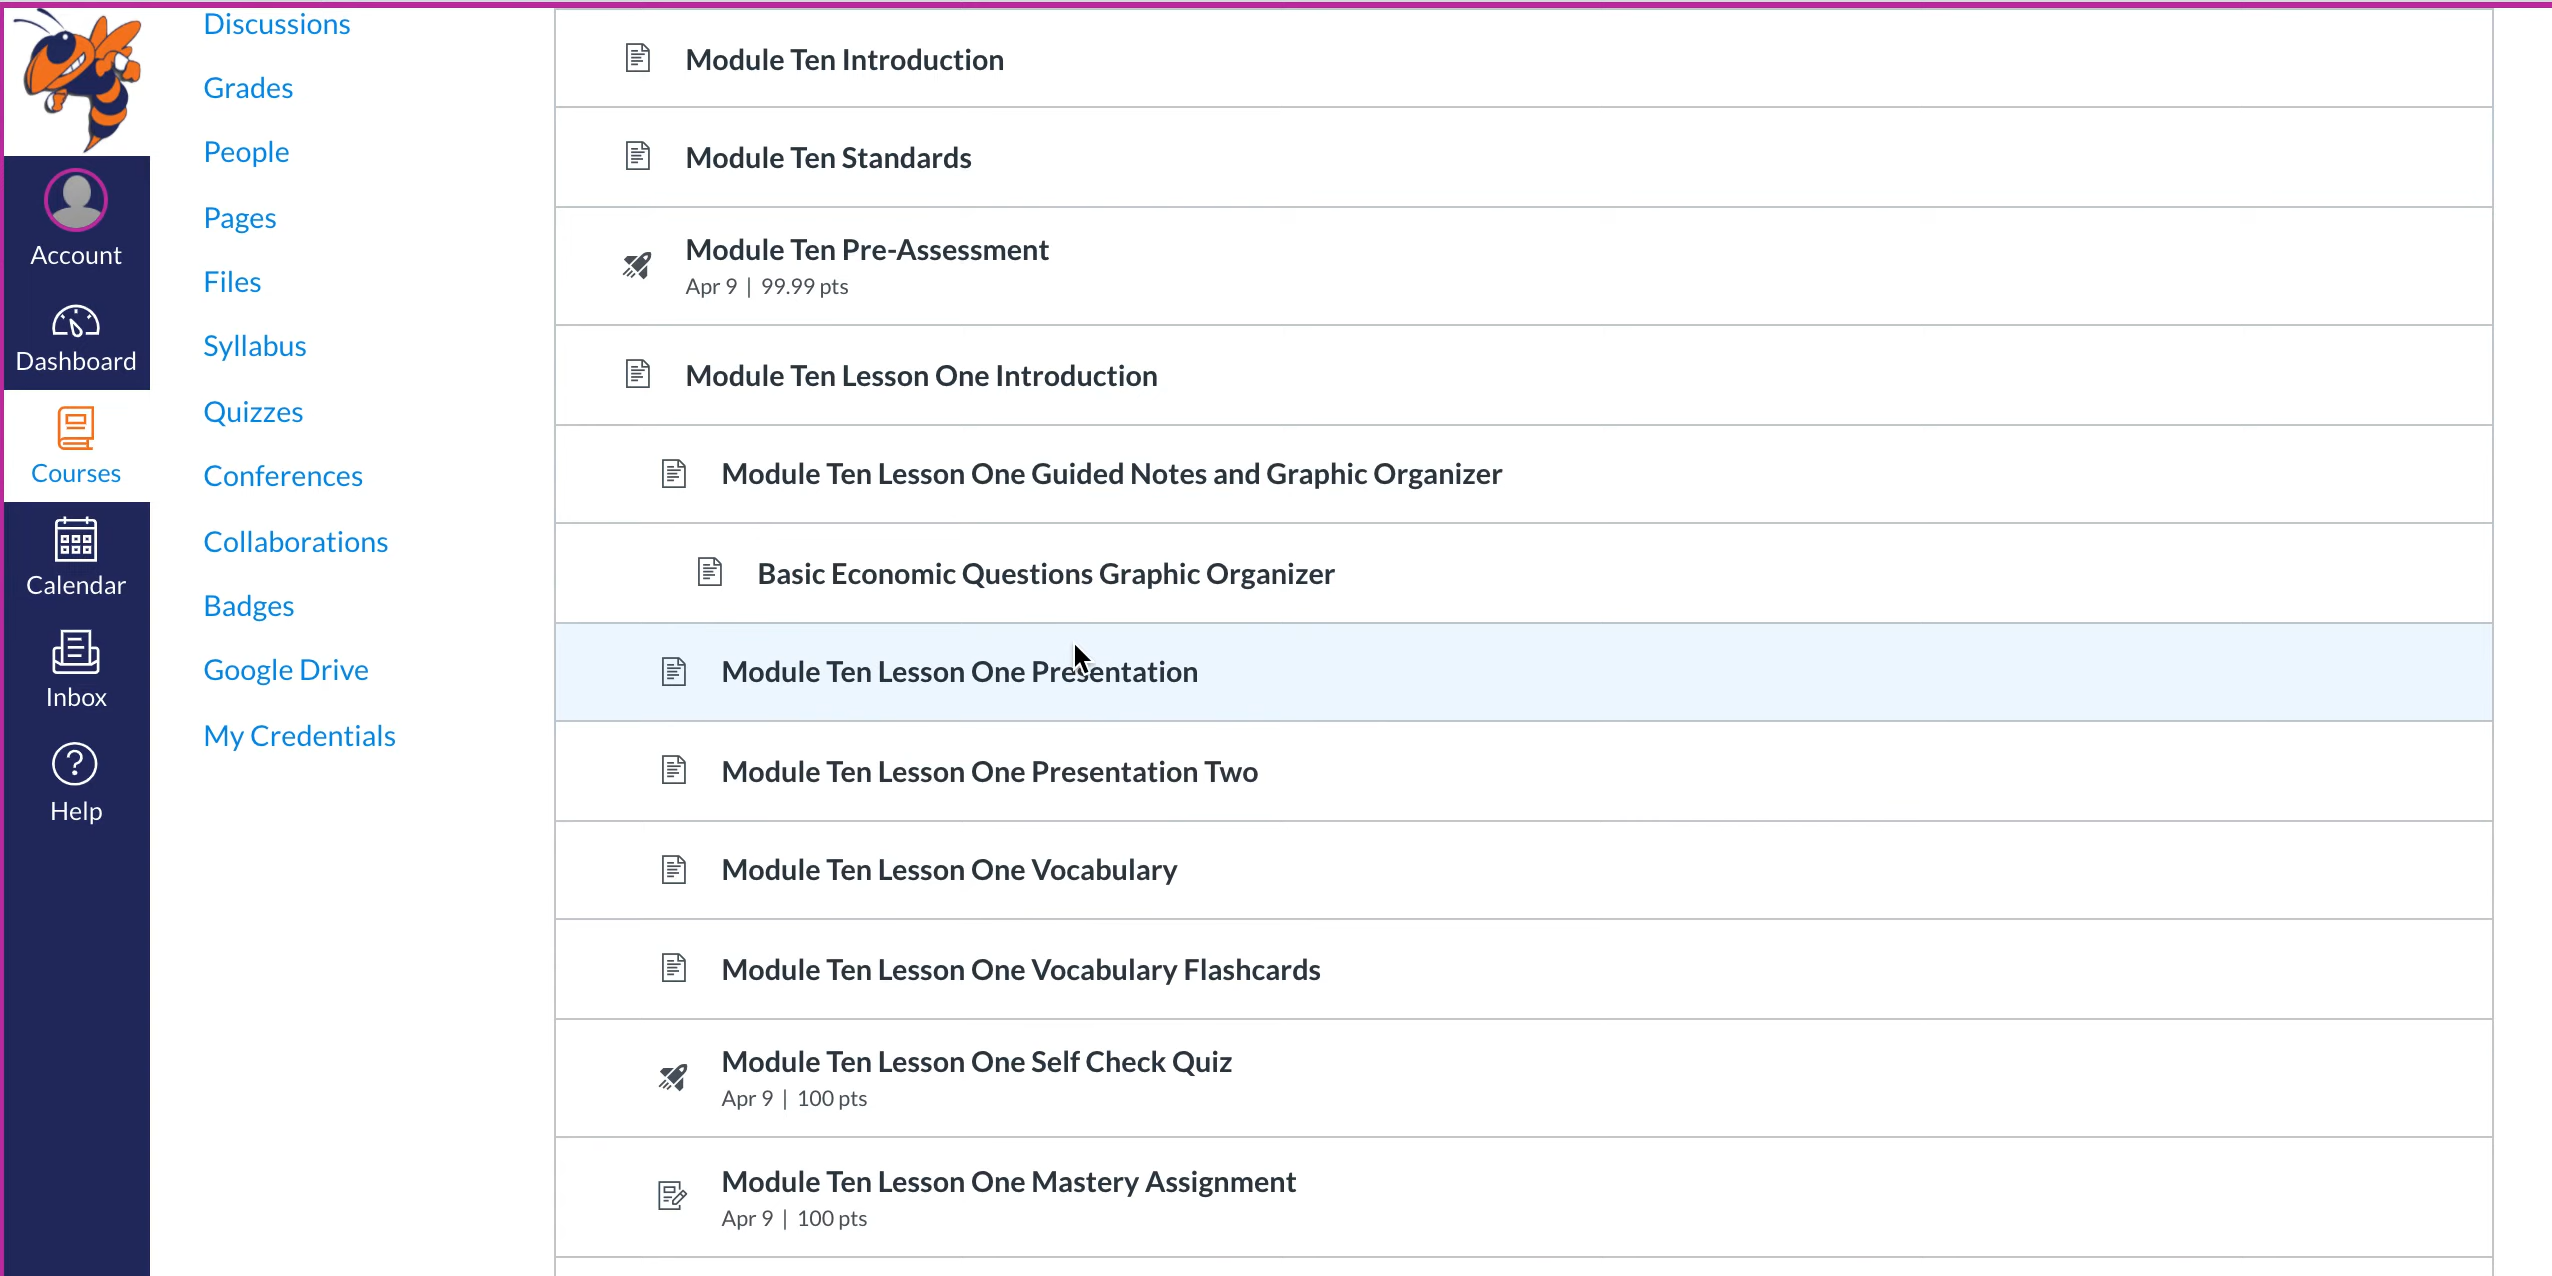 Discussions
Grades
People
Pages
Files
Syllabus
Quizzes
Conferences
Collaborations
Badges
Google Drive
My Credentials
Account
Dashboard
Courses
Calendar
Inbox
Help
Module Ten Introduction
Module Ten Standards
Module Ten Pre-Assessment
Apr 9 | 99.99 pts
Module Ten Lesson One Introduction
Module Ten Lesson One Guided Notes and Graphic Organizer
Basic Economic Questions Graphic Organizer
Module Ten Lesson One Presentation
Module Ten Lesson One Presentation Two
Module Ten Lesson One Vocabulary
Module Ten Lesson One Vocabulary Flashcards
Module Ten Lesson One Self Check Quiz
Apr 9 | 100 pts
Module Ten Lesson One Mastery Assignment
Apr 9 | 100 pts